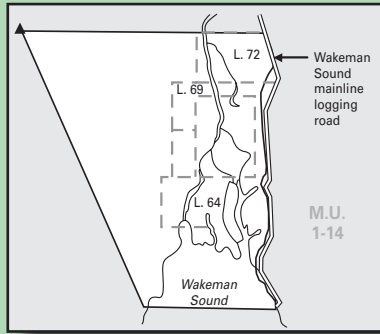 L. 72
Wakeman
Sound
mainline
logging
road
L. 69
L. 64
M.U.
1-14
Wakeman
Sound